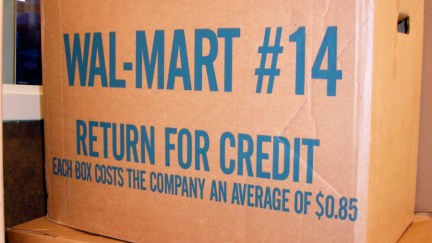 WAL-MART #14
RETURN FOR CREDIT
EACH BOX COSTS THE COMPANY AN AVERAGE OF $0.85